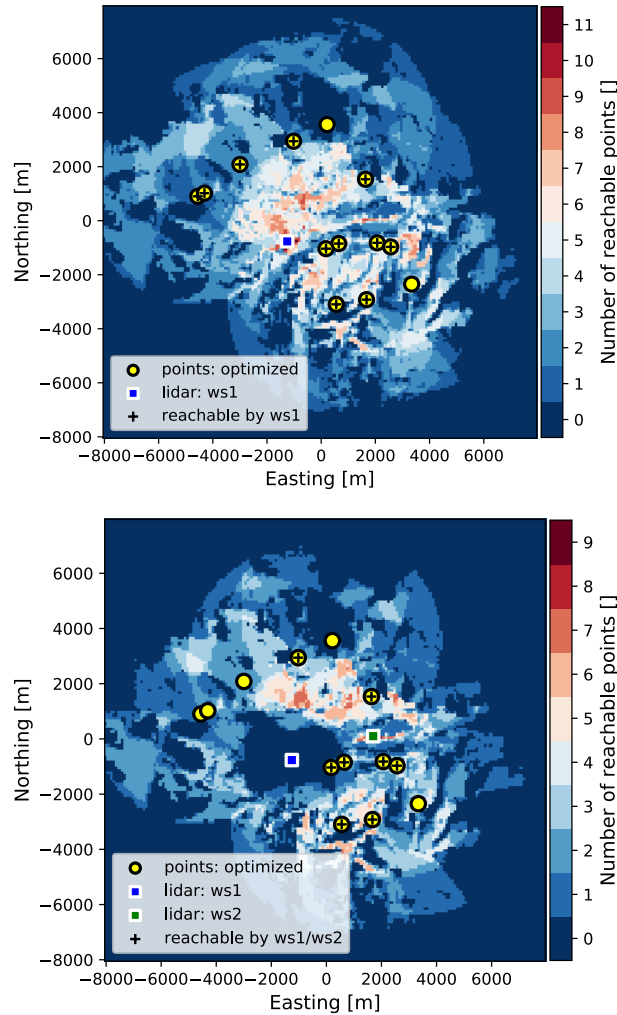 8000
6000
4000
2000
0
−2000
−4000
−6000
−8000
Northing [m]
points: optimized
lidar: ws1
reachable by ws1
−8000 −6000 −4000 −2000 0 2000 4000 6000
Easting [m]
11
10
9
8
7
6
5
4
3
2
1
0
Number of reachable points []
6000
4000
2000
0
−2000
−4000
−6000
−8000
Northing [m]
points: optimized
lidar: ws1
lidar: ws2
reachable by ws1/ws2
−8000 −6000 −4000 −2000 0 2000 4000 6000
Easting [m]
9
8
7
6
5
4
3
2
1
0
Number of reachable points []